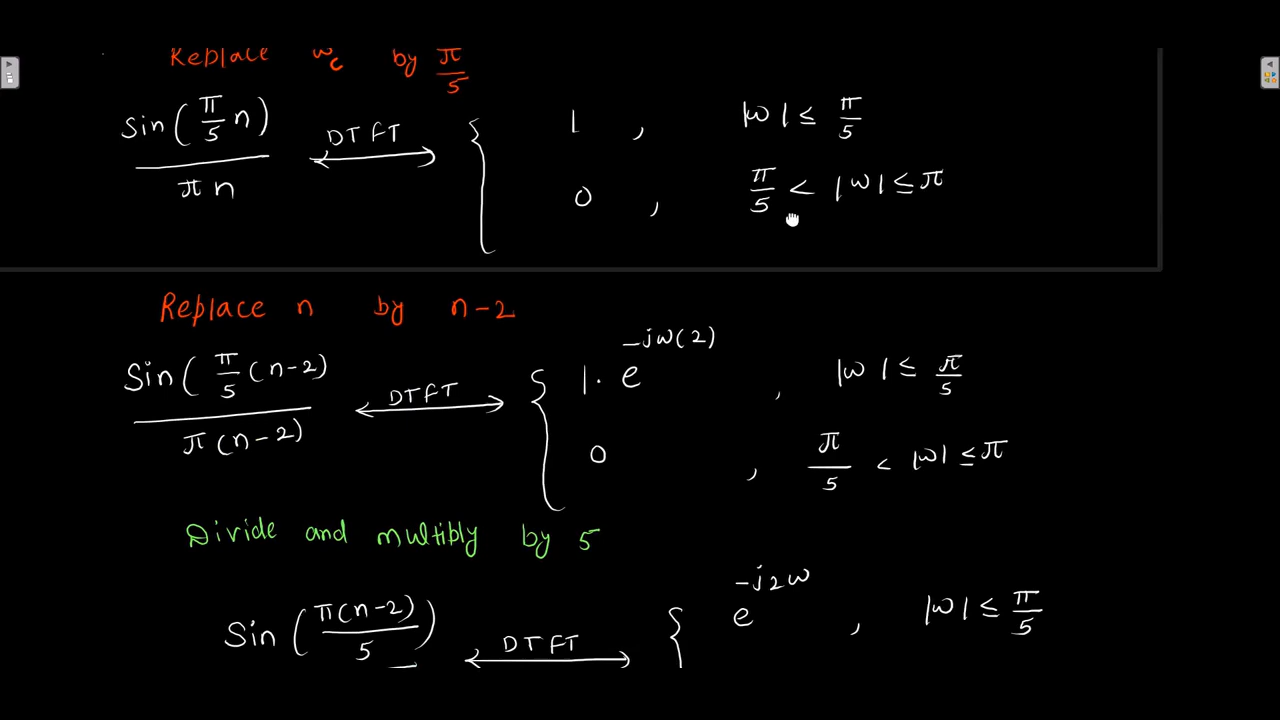 Replace ωc by π/5
sin(π/5 n)/πn DTFT { 1 , |ω| ≤ π/5
0 , π/5 < |ω| ≤ π
Replace n by n-2
Sin(π/5(n-2)/π(n-2) DTFT { 1. e^-jω(2) , |ω| ≤ π/5
0 , π/5 < |ω| ≤ π
Divide and multibly by 5
Sin(π(n-2)/5) DTFT { e^-j2ω , |ω| ≤ π/5